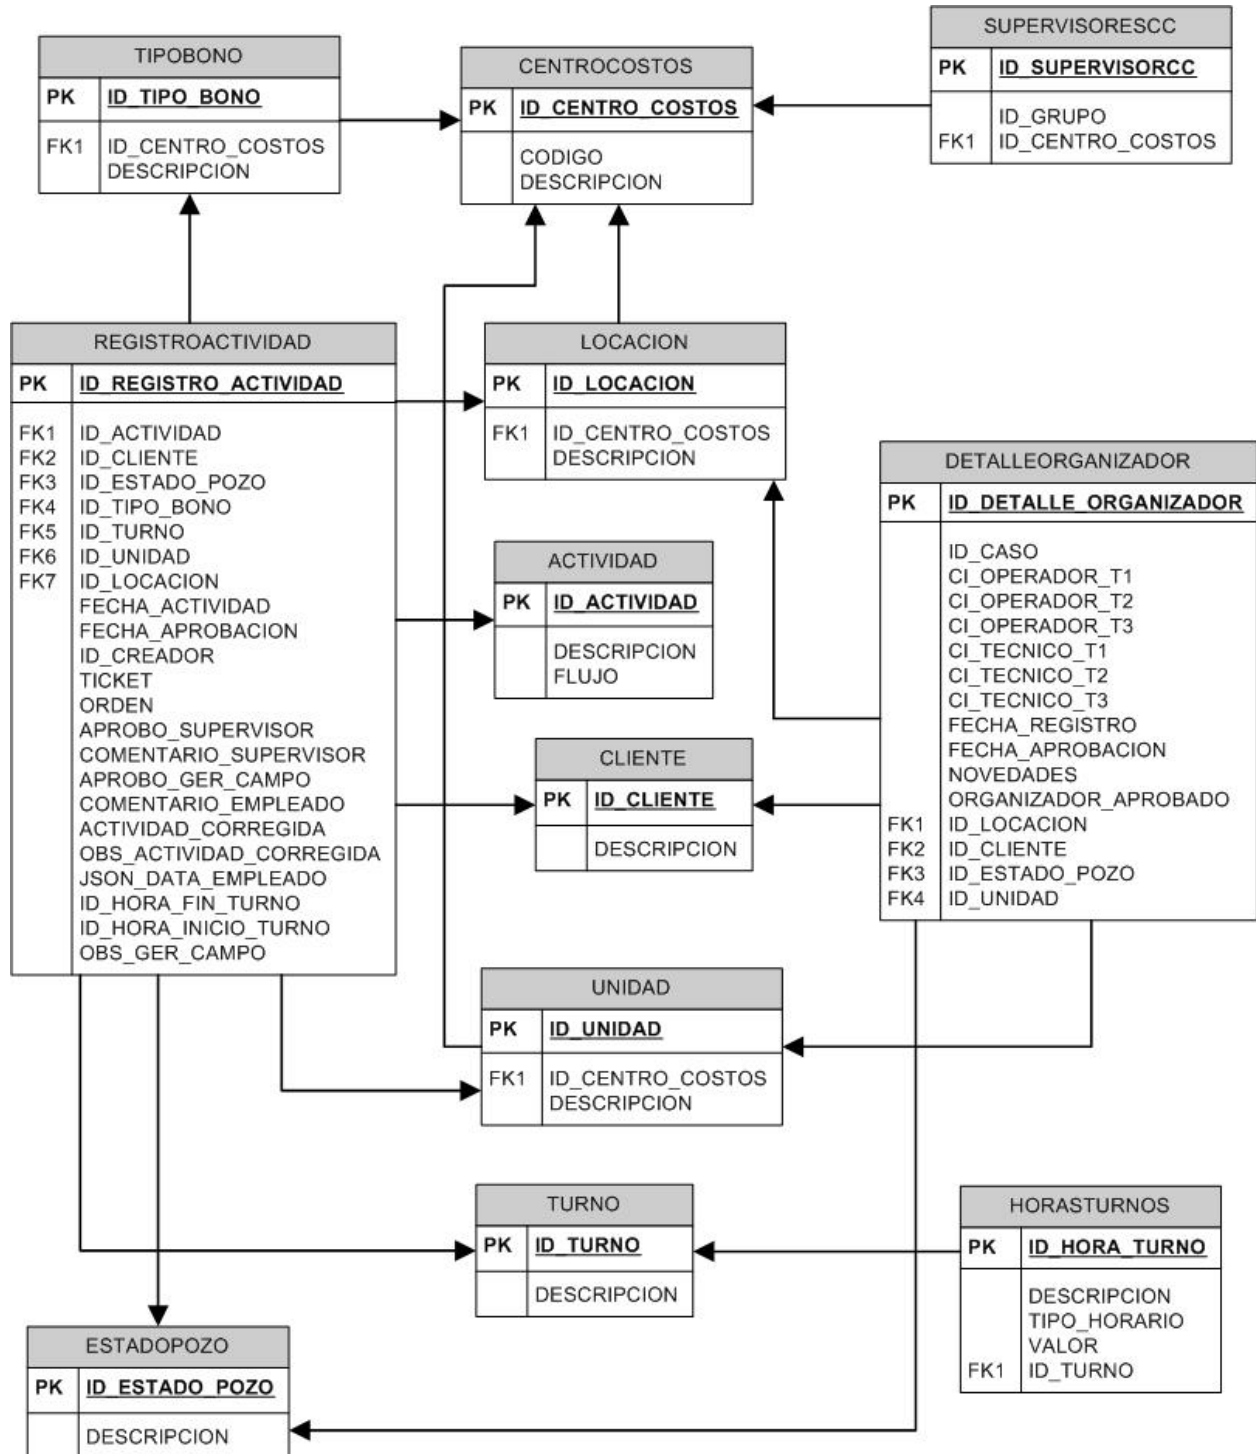 TIPOBONO
PK ID_TIPO_BONO
FK1 ID_CENTRO_COSTOS
DESCRIPCION
CENTROCOSTOS
PK ID_CENTRO_COSTOS
CODIGO
DESCRIPCION
SUPERVISORESCC
PK ID_SUPERVISORCC
ID_GRUPO
FK1 ID_CENTRO_COSTOS
REGISTROACTIVIDAD
PK ID_REGISTRO_ACTIVIDAD
FK1 ID_ACTIVIDAD
FK2 ID_CLIENTE
FK3 ID_ESTADO_POZO
FK4 ID_TIPO_BONO
FK5 ID_TURNO
FK6 ID_UNIDAD
FK7 ID_LOCACION
FECHA_ACTIVIDAD
FECHA_APROBACION
ID_CREADOR
TICKET
ORDEN
APROBO_SUPERVISOR
COMENTARIO_SUPERVISOR
APROBO_GER_CAMPO
COMENTARIO_EMPLEADO
ACTIVIDAD_CORREGIDA
OBS_ACTIVIDAD_CORREGIDA
JSON_DATA_EMPLEADO
ID_HORA_FIN_TURNO
ID_HORA_INICIO_TURNO
OBS_GER_CAMPO
LOCACION
PK ID_LOCACION
FK1 ID_CENTRO_COSTOS
DESCRIPCION
DETALLEORGANIZADOR
PK ID_DETALLE_ORGANIZADOR
ID_CASO
CI_OPERADOR_T1
CI_OPERADOR_T2
CI_OPERADOR_T3
CI_TECNICO_T1
CI_TECNICO_T2
CI_TECNICO_T3
FECHA_REGISTRO
FECHA_APROBACION
NOVEDADES
ORGANIZADOR_APROBADO
FK1 ID_LOCACION
FK2 ID_CLIENTE
FK3 ID_ESTADO_POZO
FK4 ID_UNIDAD
ACTIVIDAD
PK ID_ACTIVIDAD
DESCRIPCION
FLUJO
CLIENTE
PK ID_CLIENTE
DESCRIPCION
UNIDAD
PK ID_UNIDAD
FK1 ID_CENTRO_COSTOS
DESCRIPCION
TURNO
PK ID_TURNO
DESCRIPCION
HORASTURNOS
PK ID_HORA_TURNO
DESCRIPCION
TIPO_HORARIO
VALOR
FK1 ID_TURNO
ESTADOPOZO
PK ID_ESTADO_POZO
DESCRIPCION